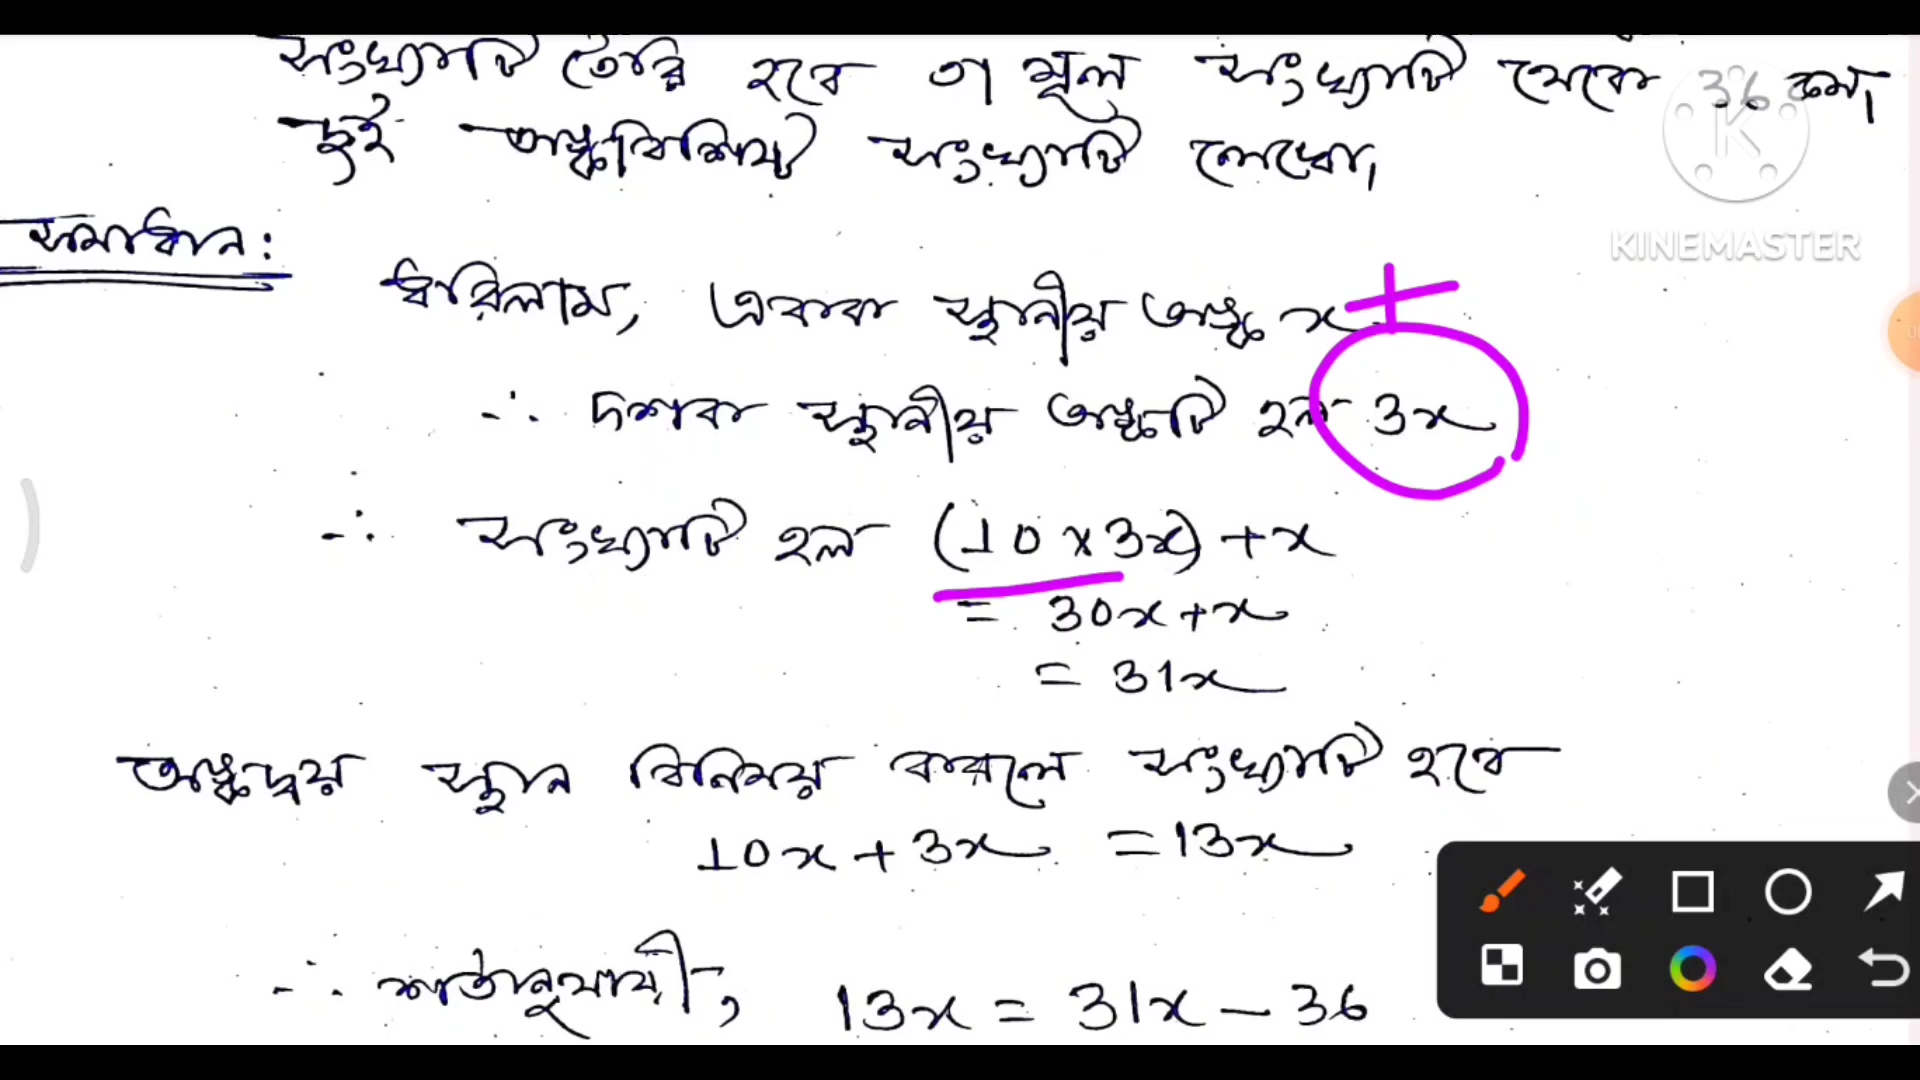 সংখ্যাটি তৈরি হবে তা মূল সংখ্যাটি থেকে 36 কম।
দুই অঙ্কবিশিষ্ট সংখ্যাটি লেখো।
KINEMASTER
সমাধান:
ধরিলাম, একক স্থানীয় অঙ্ক x
∴ দশক স্থানীয় অঙ্কটি হল 3x
∴ সংখ্যাটি হল (10 x 3x) + x
= 30x + x
= 31x
অঙ্কদ্বয় স্থান বিনিময় করলে সংখ্যাটি হবে
10x + 3x = 13x
∴ শর্তানুযায়ী, 13x = 31x - 36